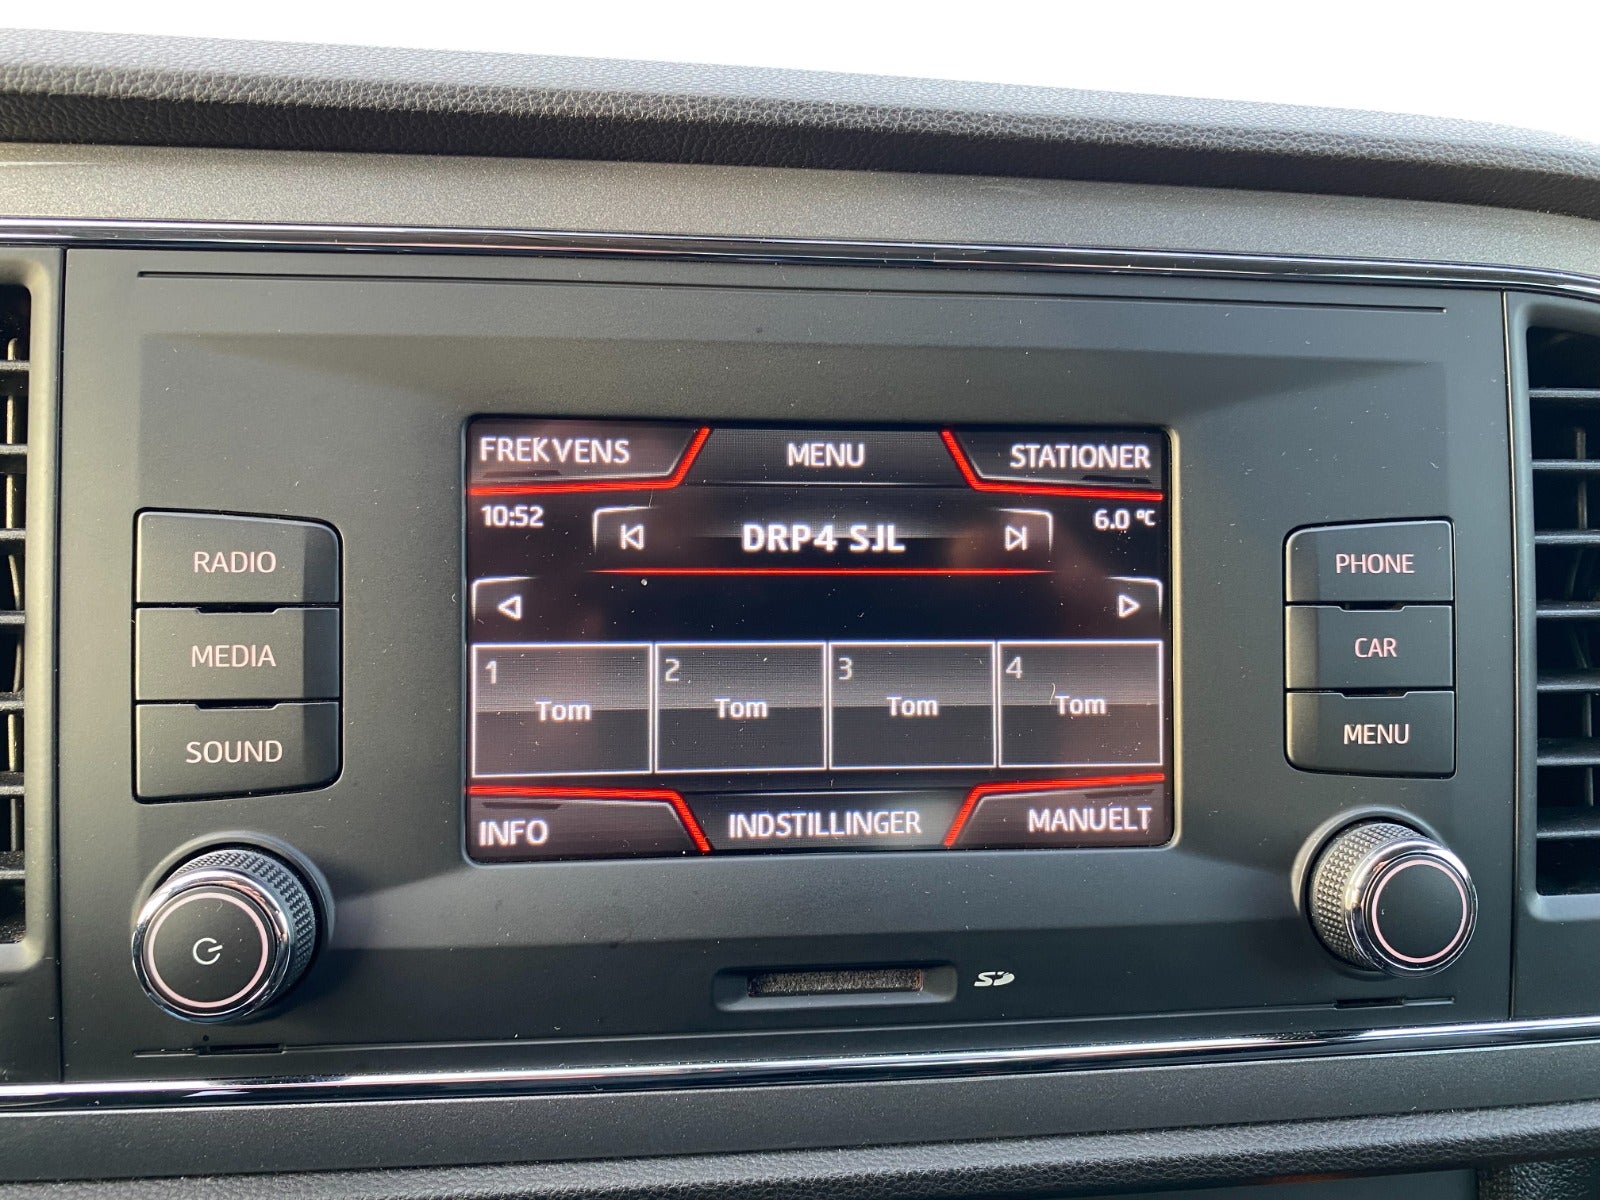 FREKVENS MENU STATIONER
10:52 DRP4 SJL 6.0 °C
1 2 3 4
Tom Tom Tom Tom
INFO INDSTILLINGER MANUELT
RADIO
MEDIA
SOUND
PHONE
CAR
MENU
SD